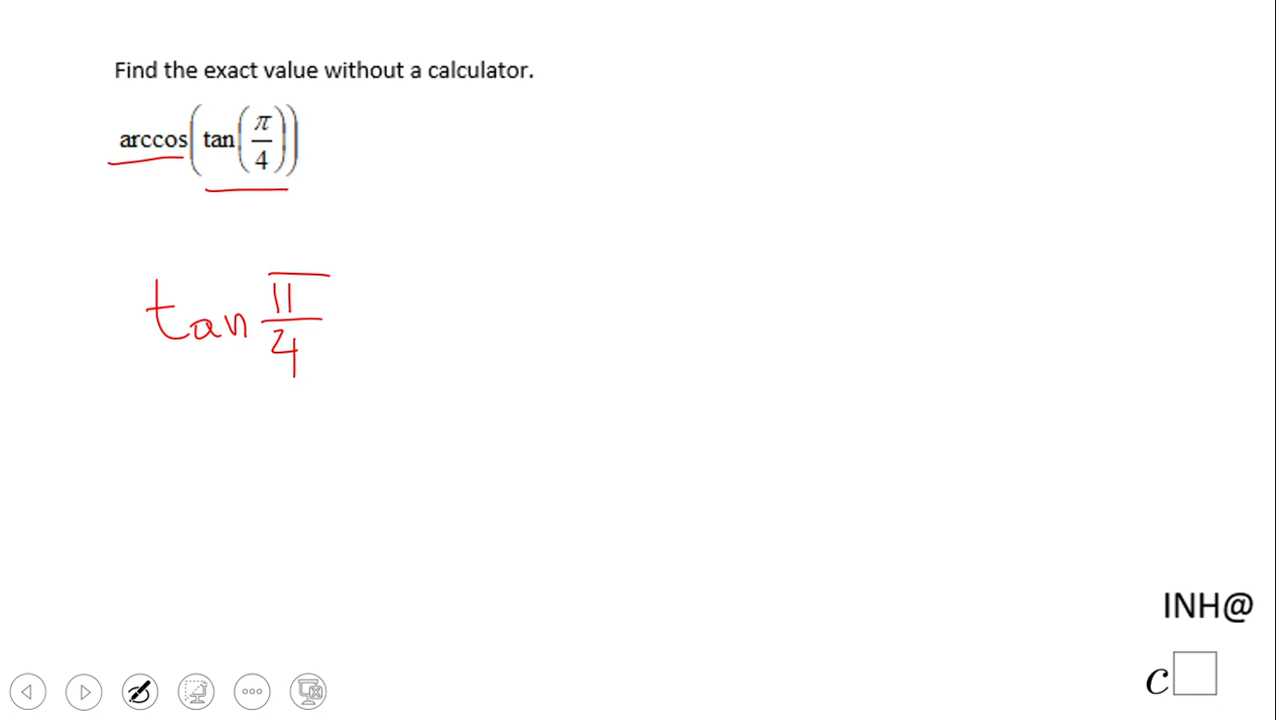 Find the exact value without a calculator.
arccos(tan(π/4))
tan π/4
INH@
c